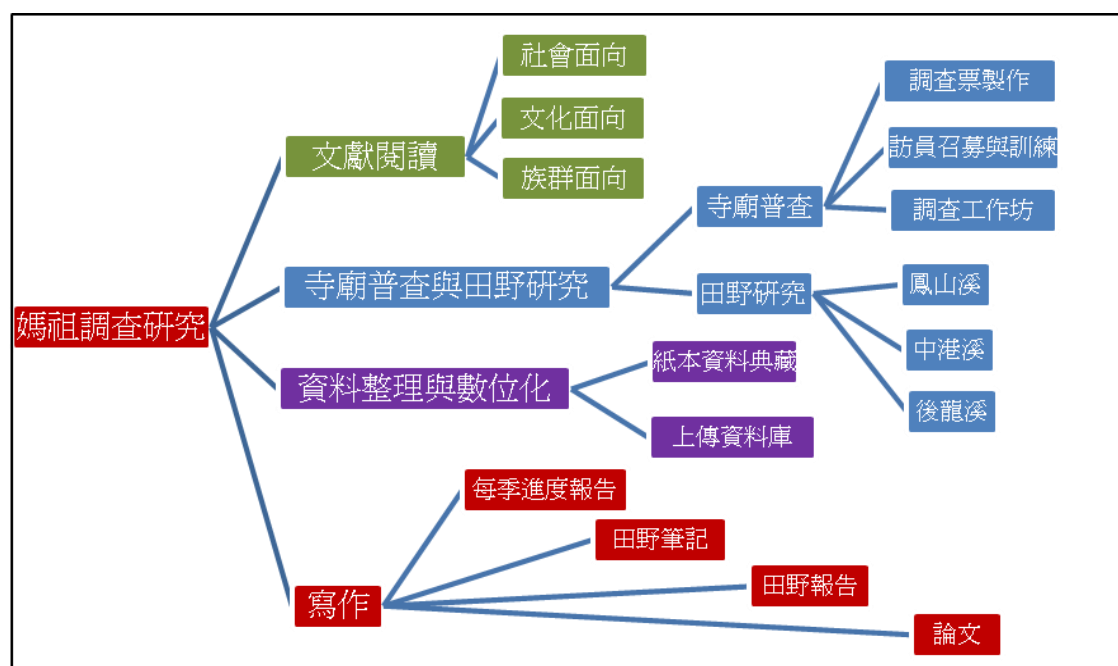 媽祖調查研究
文獻閱讀
社會面向
文化面向
族群面向
寺廟普查與田野研究
寺廟普查
調查票製作
訪員召募與訓練
調查工作坊
田野研究
鳳山溪
中港溪
後龍溪
資料整理與數位化
紙本資料典藏
上傳資料庫
寫作
每季進度報告
田野筆記
田野報告
論文